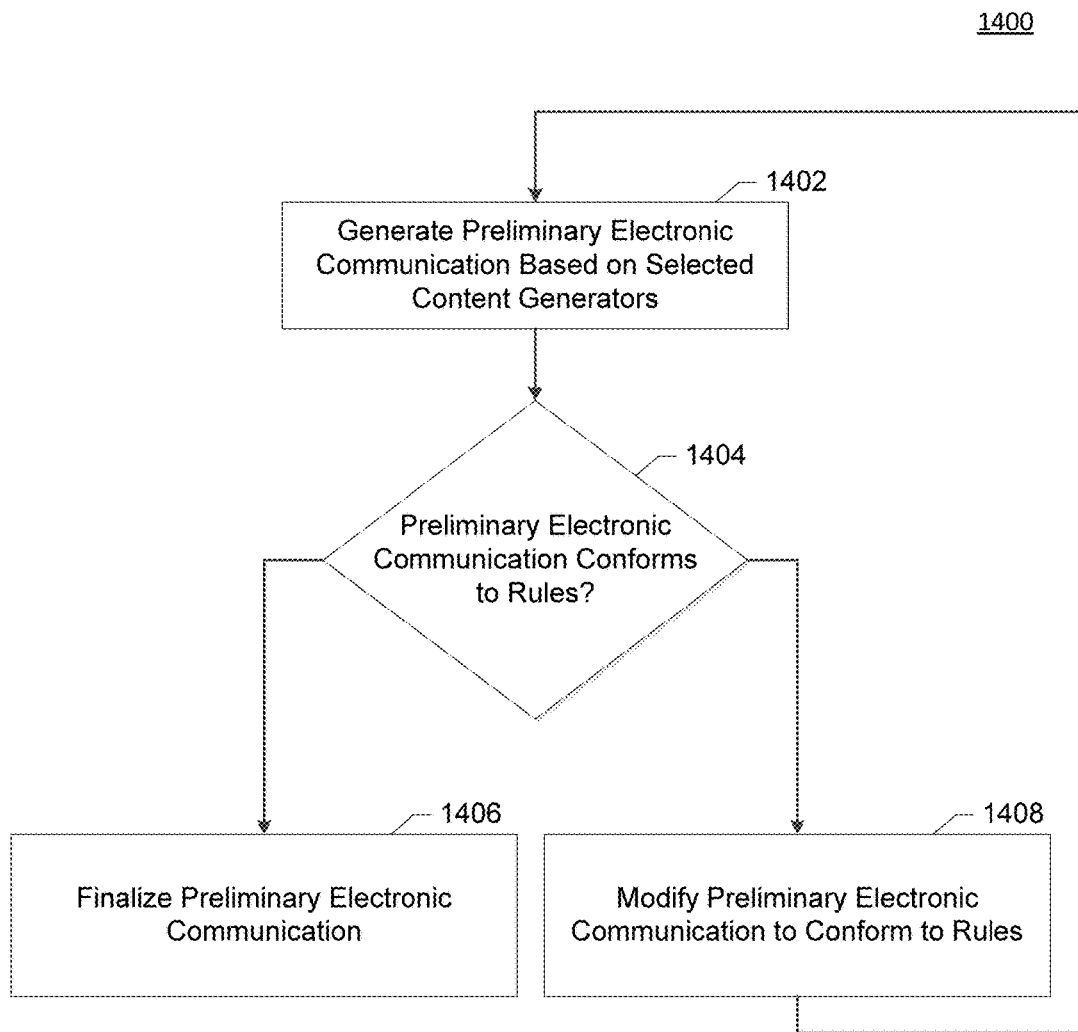 1400
1402
Generate Preliminary Electronic
Communication Based on Selected
Content Generators
1404
Preliminary Electronic
Communication Conforms
to Rules?
1406
Finalize Preliminary Electronic
Communication
1408
Modify Preliminary Electronic
Communication to Conform to Rules